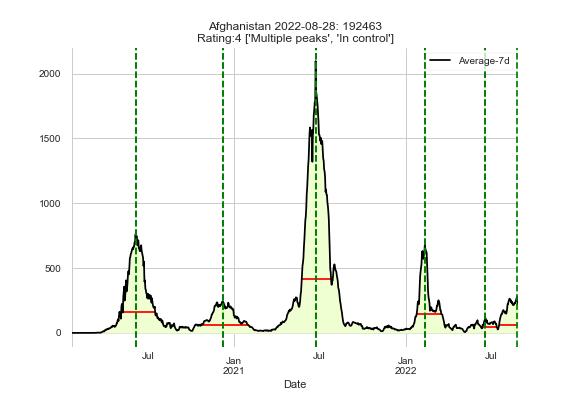 Afghanistan 2022-08-28: 192463
Rating:4 ['Multiple peaks', 'In control']
Average-7d
2000
1500
1000
500
0
Jul
Jan
2021
Jul
Jan
2022
Jul
Date